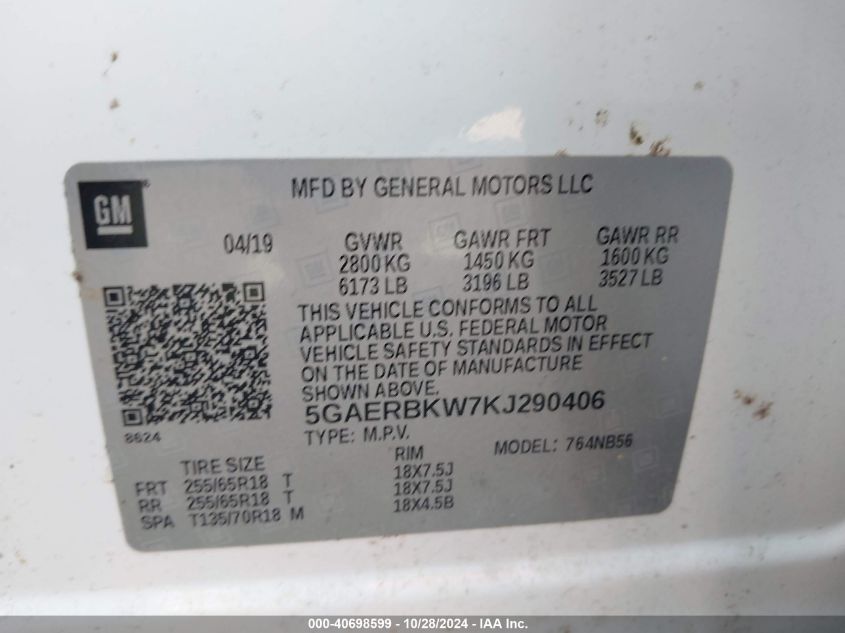 GM
MFD BY GENERAL MOTORS LLC
04/19 GVWR GAWR FRT GAWR RR
2800 KG 1450 KG 1600 KG
6173 LB 3196 LB 3527 LB
THIS VEHICLE CONFORMS TO ALL
APPLICABLE U.S. FEDERAL MOTOR
VEHICLE SAFETY STANDARDS IN EFFECT
ON THE DATE OF MANUFACTURE
SHOWN ABOVE.
5GAERBKW7KJ290406
8624
TYPE: M.P.V. MODEL: 764NB56
TIRE SIZE RIM
FRT 255/65R18 T 18X7.5J
RR 255/65R18 T 18X7.5J
SPA T135/70R18 M 18X4.5B
000-40698599 - 10/28/2024 - IAA Inc.